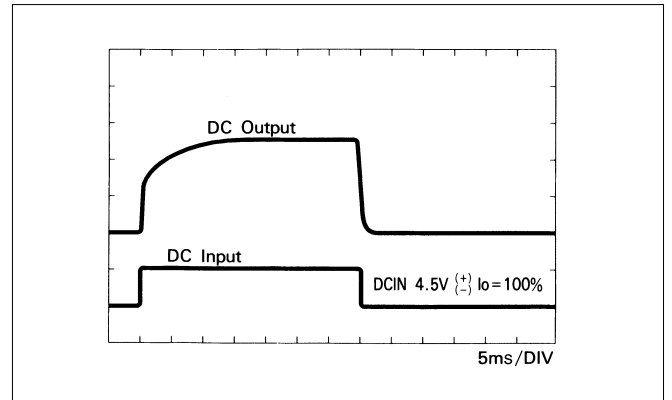 DC Output
DC Input
DCIN 4.5V (+) (-) Io=100%
5ms/DIV